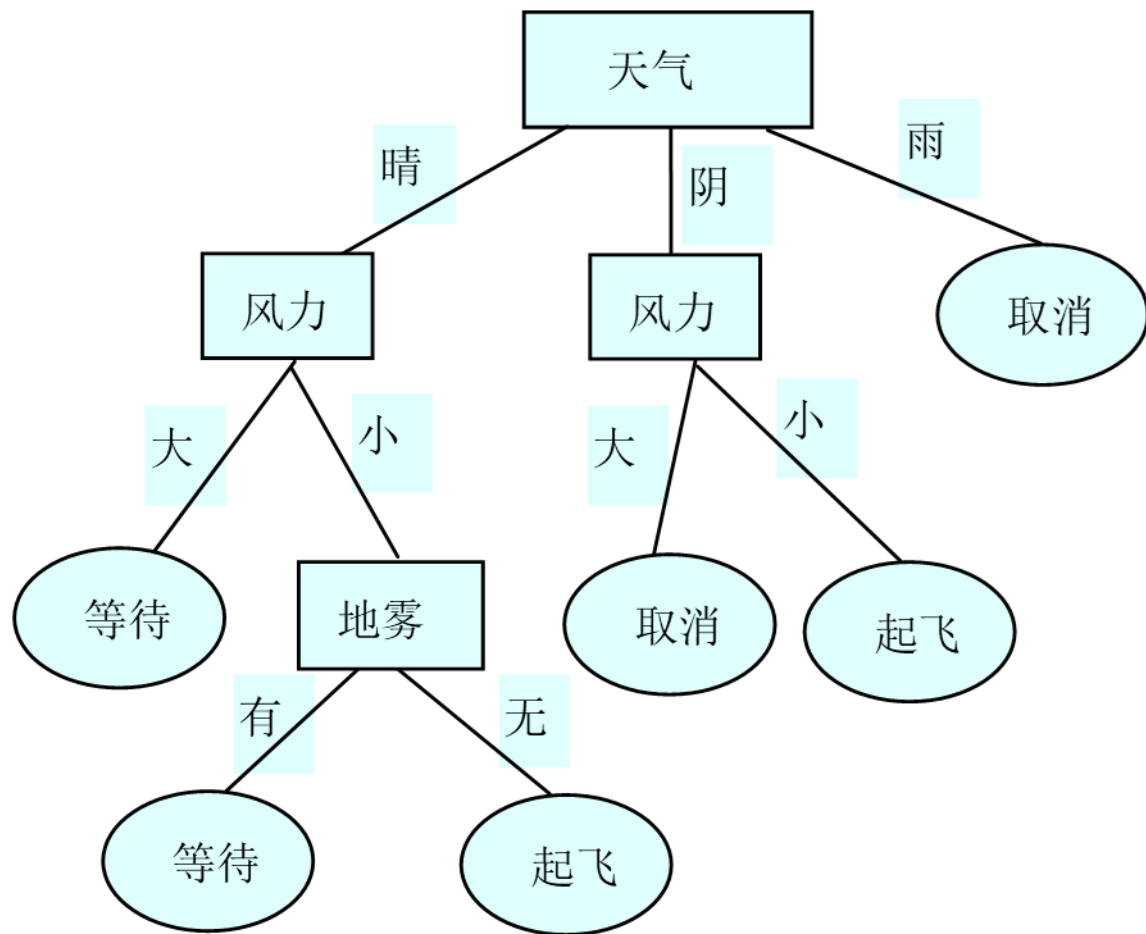 天气
晴
阴
雨
风力
风力
取消
大
小
大
小
等待
地雾
取消
起飞
有
无
等待
起飞